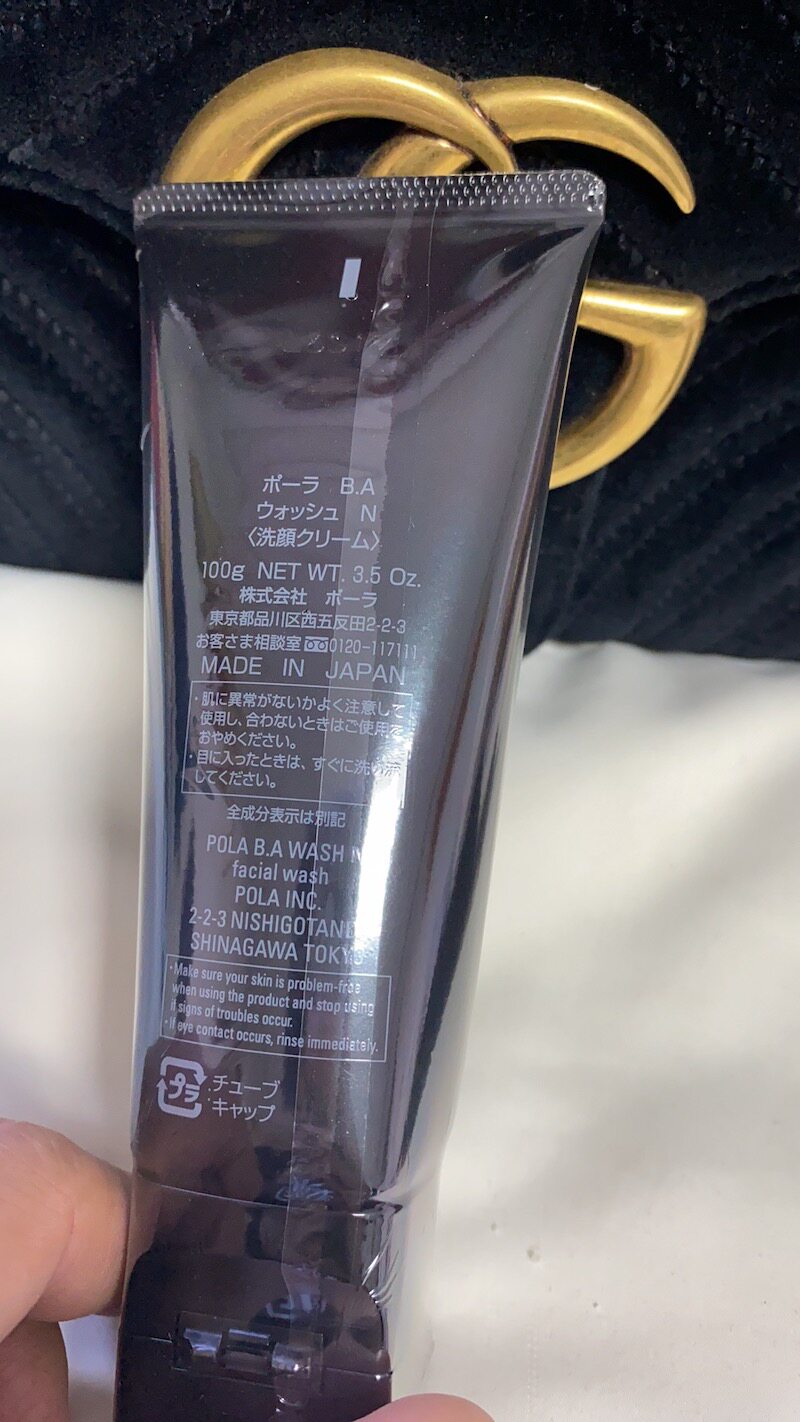 ポーラ B.A
ウォッシュ N
〈洗顔クリーム〉
100g NET WT. 3.5 Oz.
株式会社 ポーラ
東京都品川区西五反田2-2-3
お客さま相談室 0120-117111
MADE IN JAPAN
・肌に異常がないかよく注意して
使用し、合わないときはご使用を
おやめください。
・目に入ったときは、すぐに洗い流
してください。
全成分表示は別記
POLA B.A WASH N
facial wash
POLA INC.
2-2-3 NISHIGOTANDA
SHINAGAWA TOKYO
・Make sure your skin is problem-free
when using the product and stop using
if signs of troubles occur.
・If eye contact occurs, rinse immediately.
プラ :チューブ
:キャップ